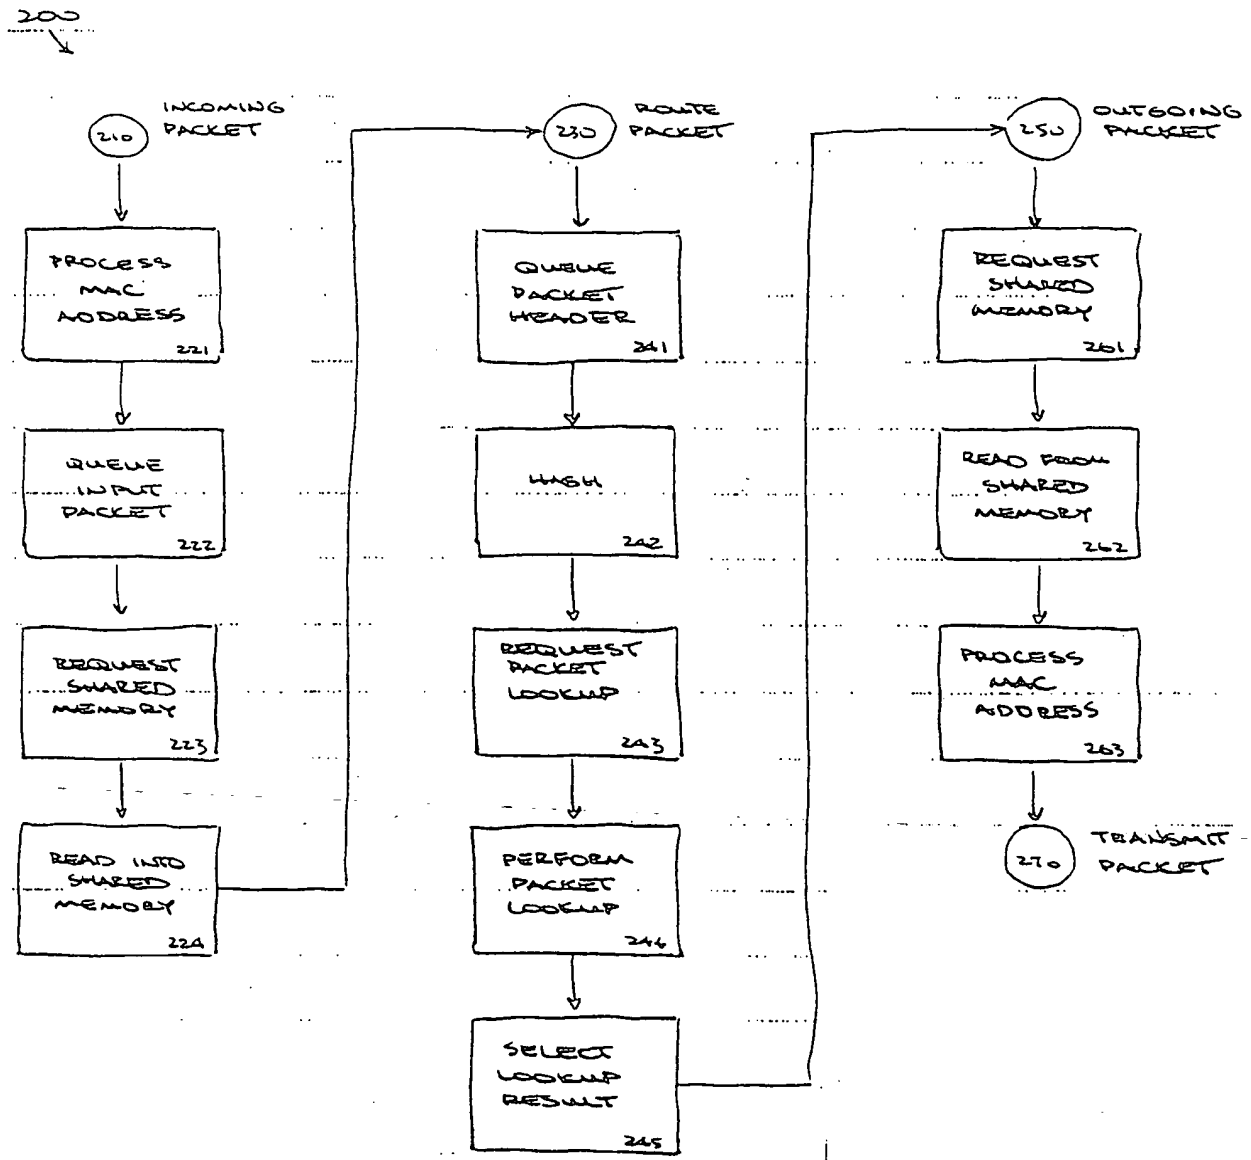 200
210
INCOMING
PACKET
PROCESS
MAC
ADDRESS
221
QUEUE
INPUT
PACKET
222
REQUEST
SHARED
MEMORY
223
READ INTO
SHARED
MEMORY
224
230
ROUTE
PACKET
QUEUE
PACKET
HEADER
241
HASH
242
REQUEST
PACKET
LOOKUP
243
PERFORM
PACKET
LOOKUP
244
SELECT
LOOKUP
RESULT
245
250
OUTGOING
PACKET
REQUEST
SHARED
MEMORY
261
READ FROM
SHARED
MEMORY
262
PROCESS
MAC
ADDRESS
263
270
TRANSMIT
PACKET